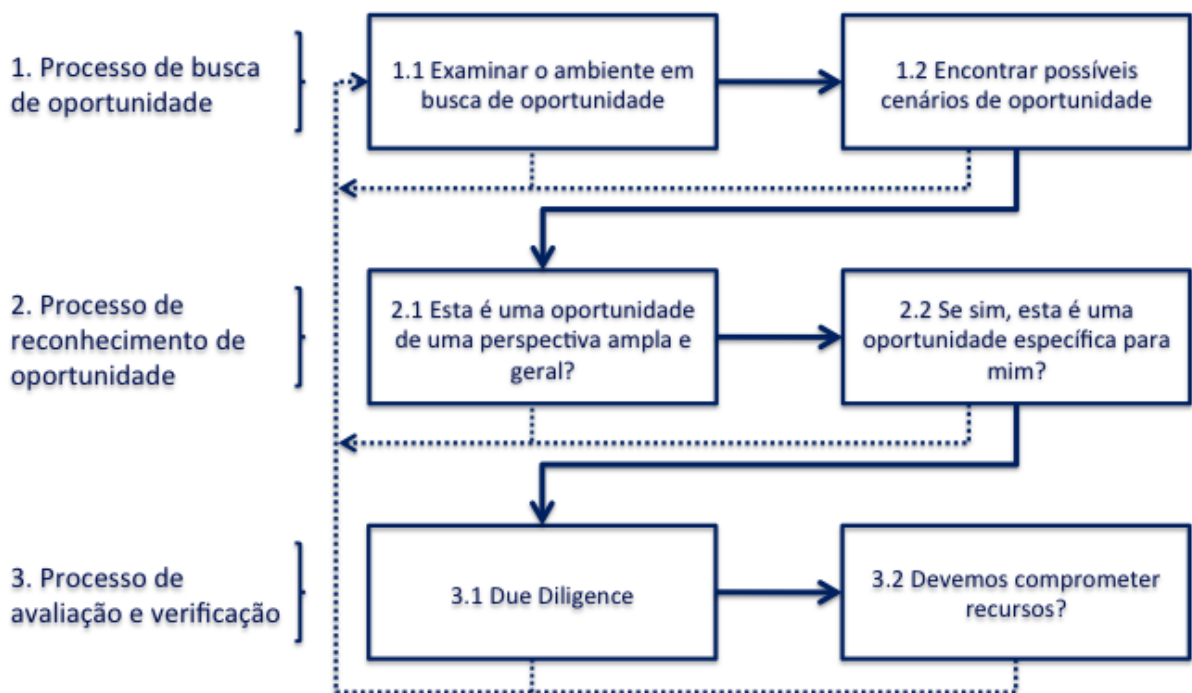 1. Processo de busca
de oportunidade
1.1 Examinar o ambiente em
busca de oportunidade
1.2 Encontrar possíveis
cenários de oportunidade
2. Processo de
reconhecimento de
oportunidade
2.1 Esta é uma oportunidade
de uma perspectiva ampla e
geral?
2.2 Se sim, esta é uma
oportunidade específica para
mim?
3. Processo de
avaliação e verificação
3.1 Due Diligence
3.2 Devemos comprometer
recursos?